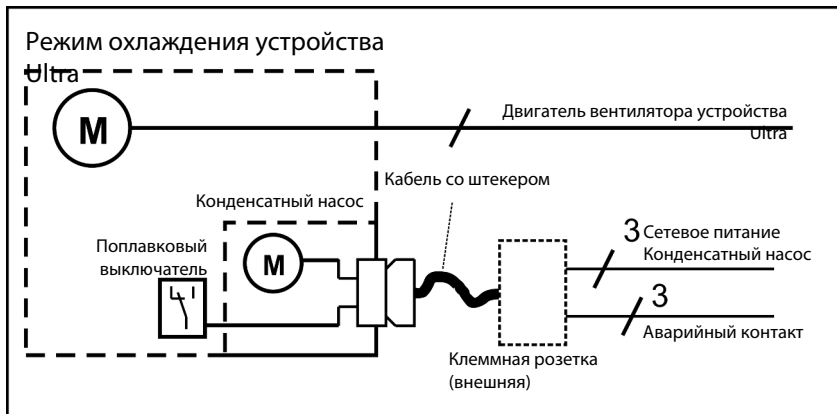 Режим охлаждения устройства
Ultra
M
Двигатель вентилятора устройства
Ultra
Кабель со штекером
Конденсатный насос
Поплавковый
выключатель
M
3 Сетевое питание
Конденсатный насос
3
Аварийный контакт
Клеммная розетка
(внешняя)